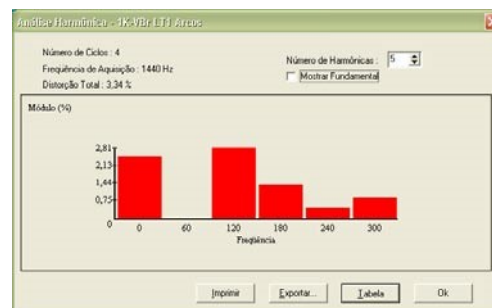 Análise Harmônica - 1K-VBr LT1 Arcos
Número de Ciclos : 4
Freqüência de Aquisição : 1440 Hz
Distorção Total : 3,34 %
Número de Harmônicas : 5
Mostrar Fundamental
Módulo (%)
2,81
2,13
1,44
0,75
0
0 60 120 180 240 300
Freqüência
Imprimir Exportar... Tabela Ok